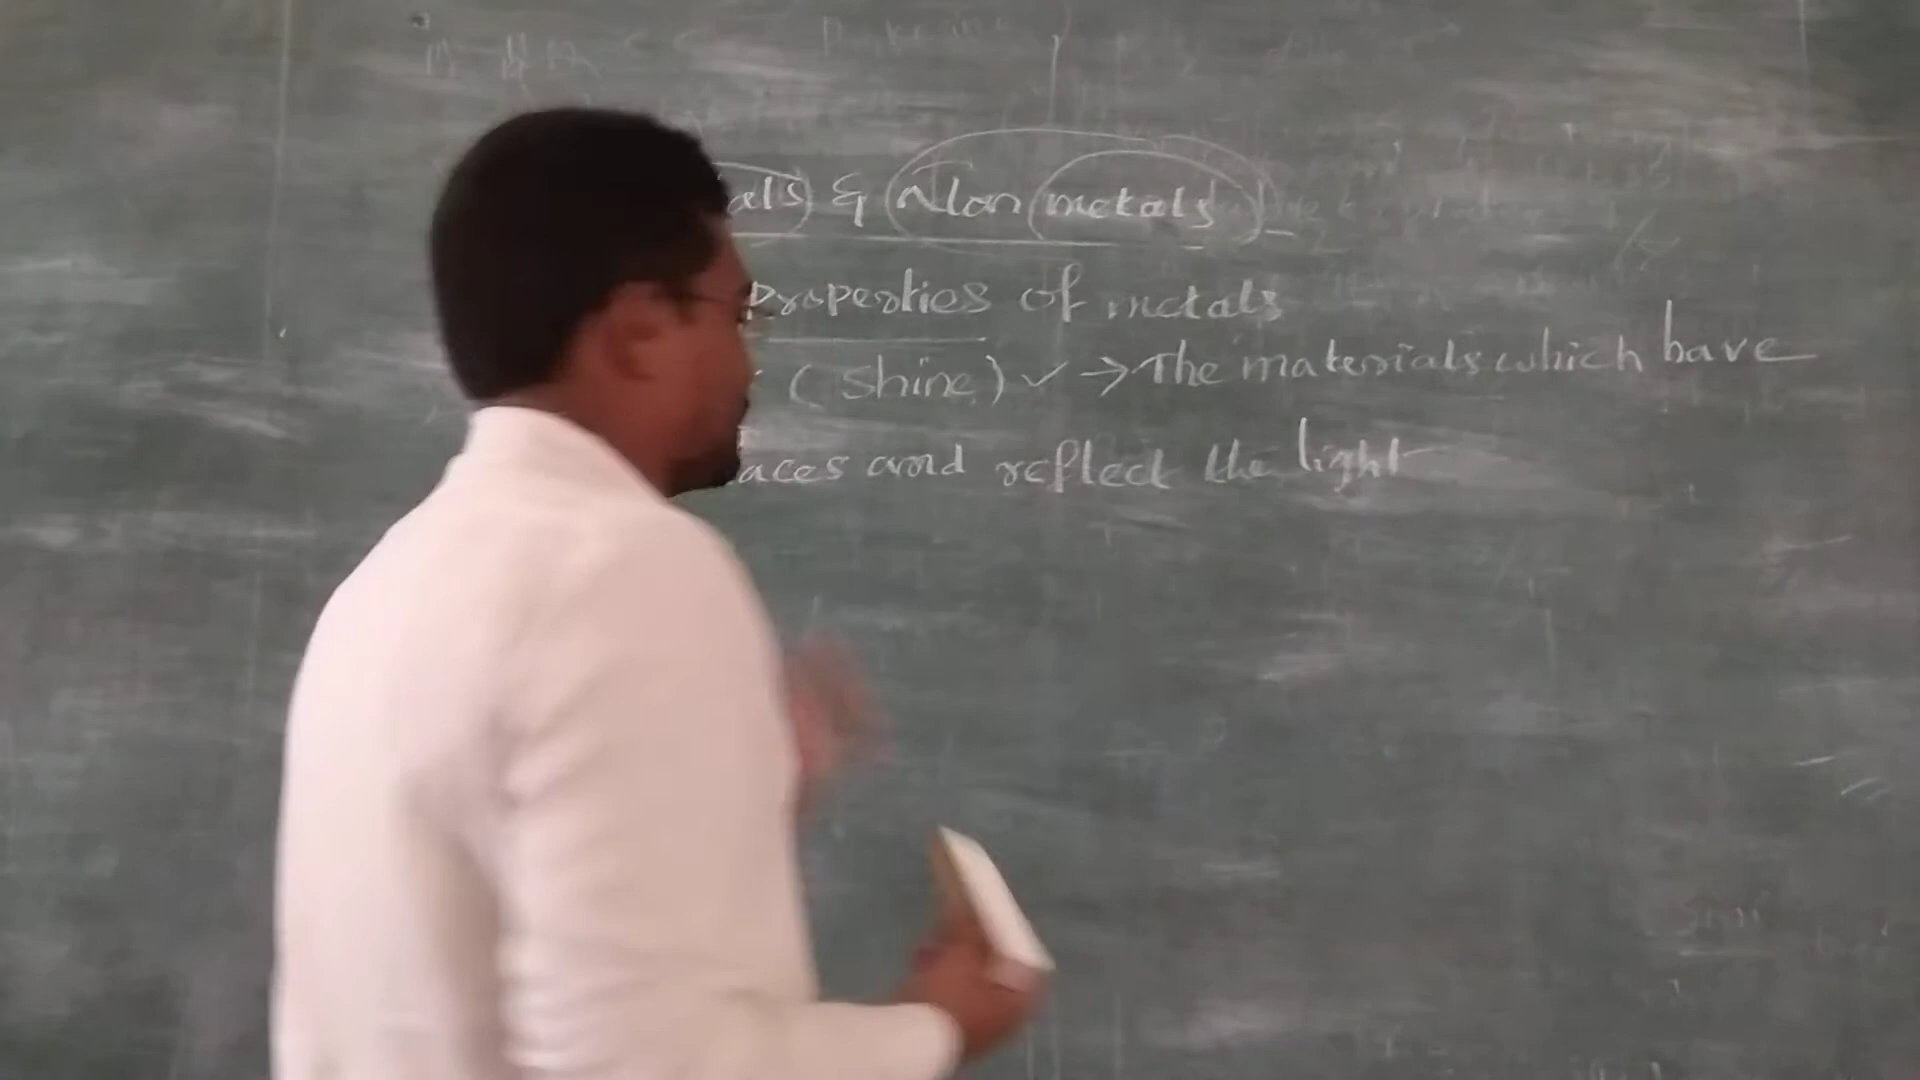 als & Non metals
Properties of metals
(Shine) ✓ → The materials which have
aces and reflect the light